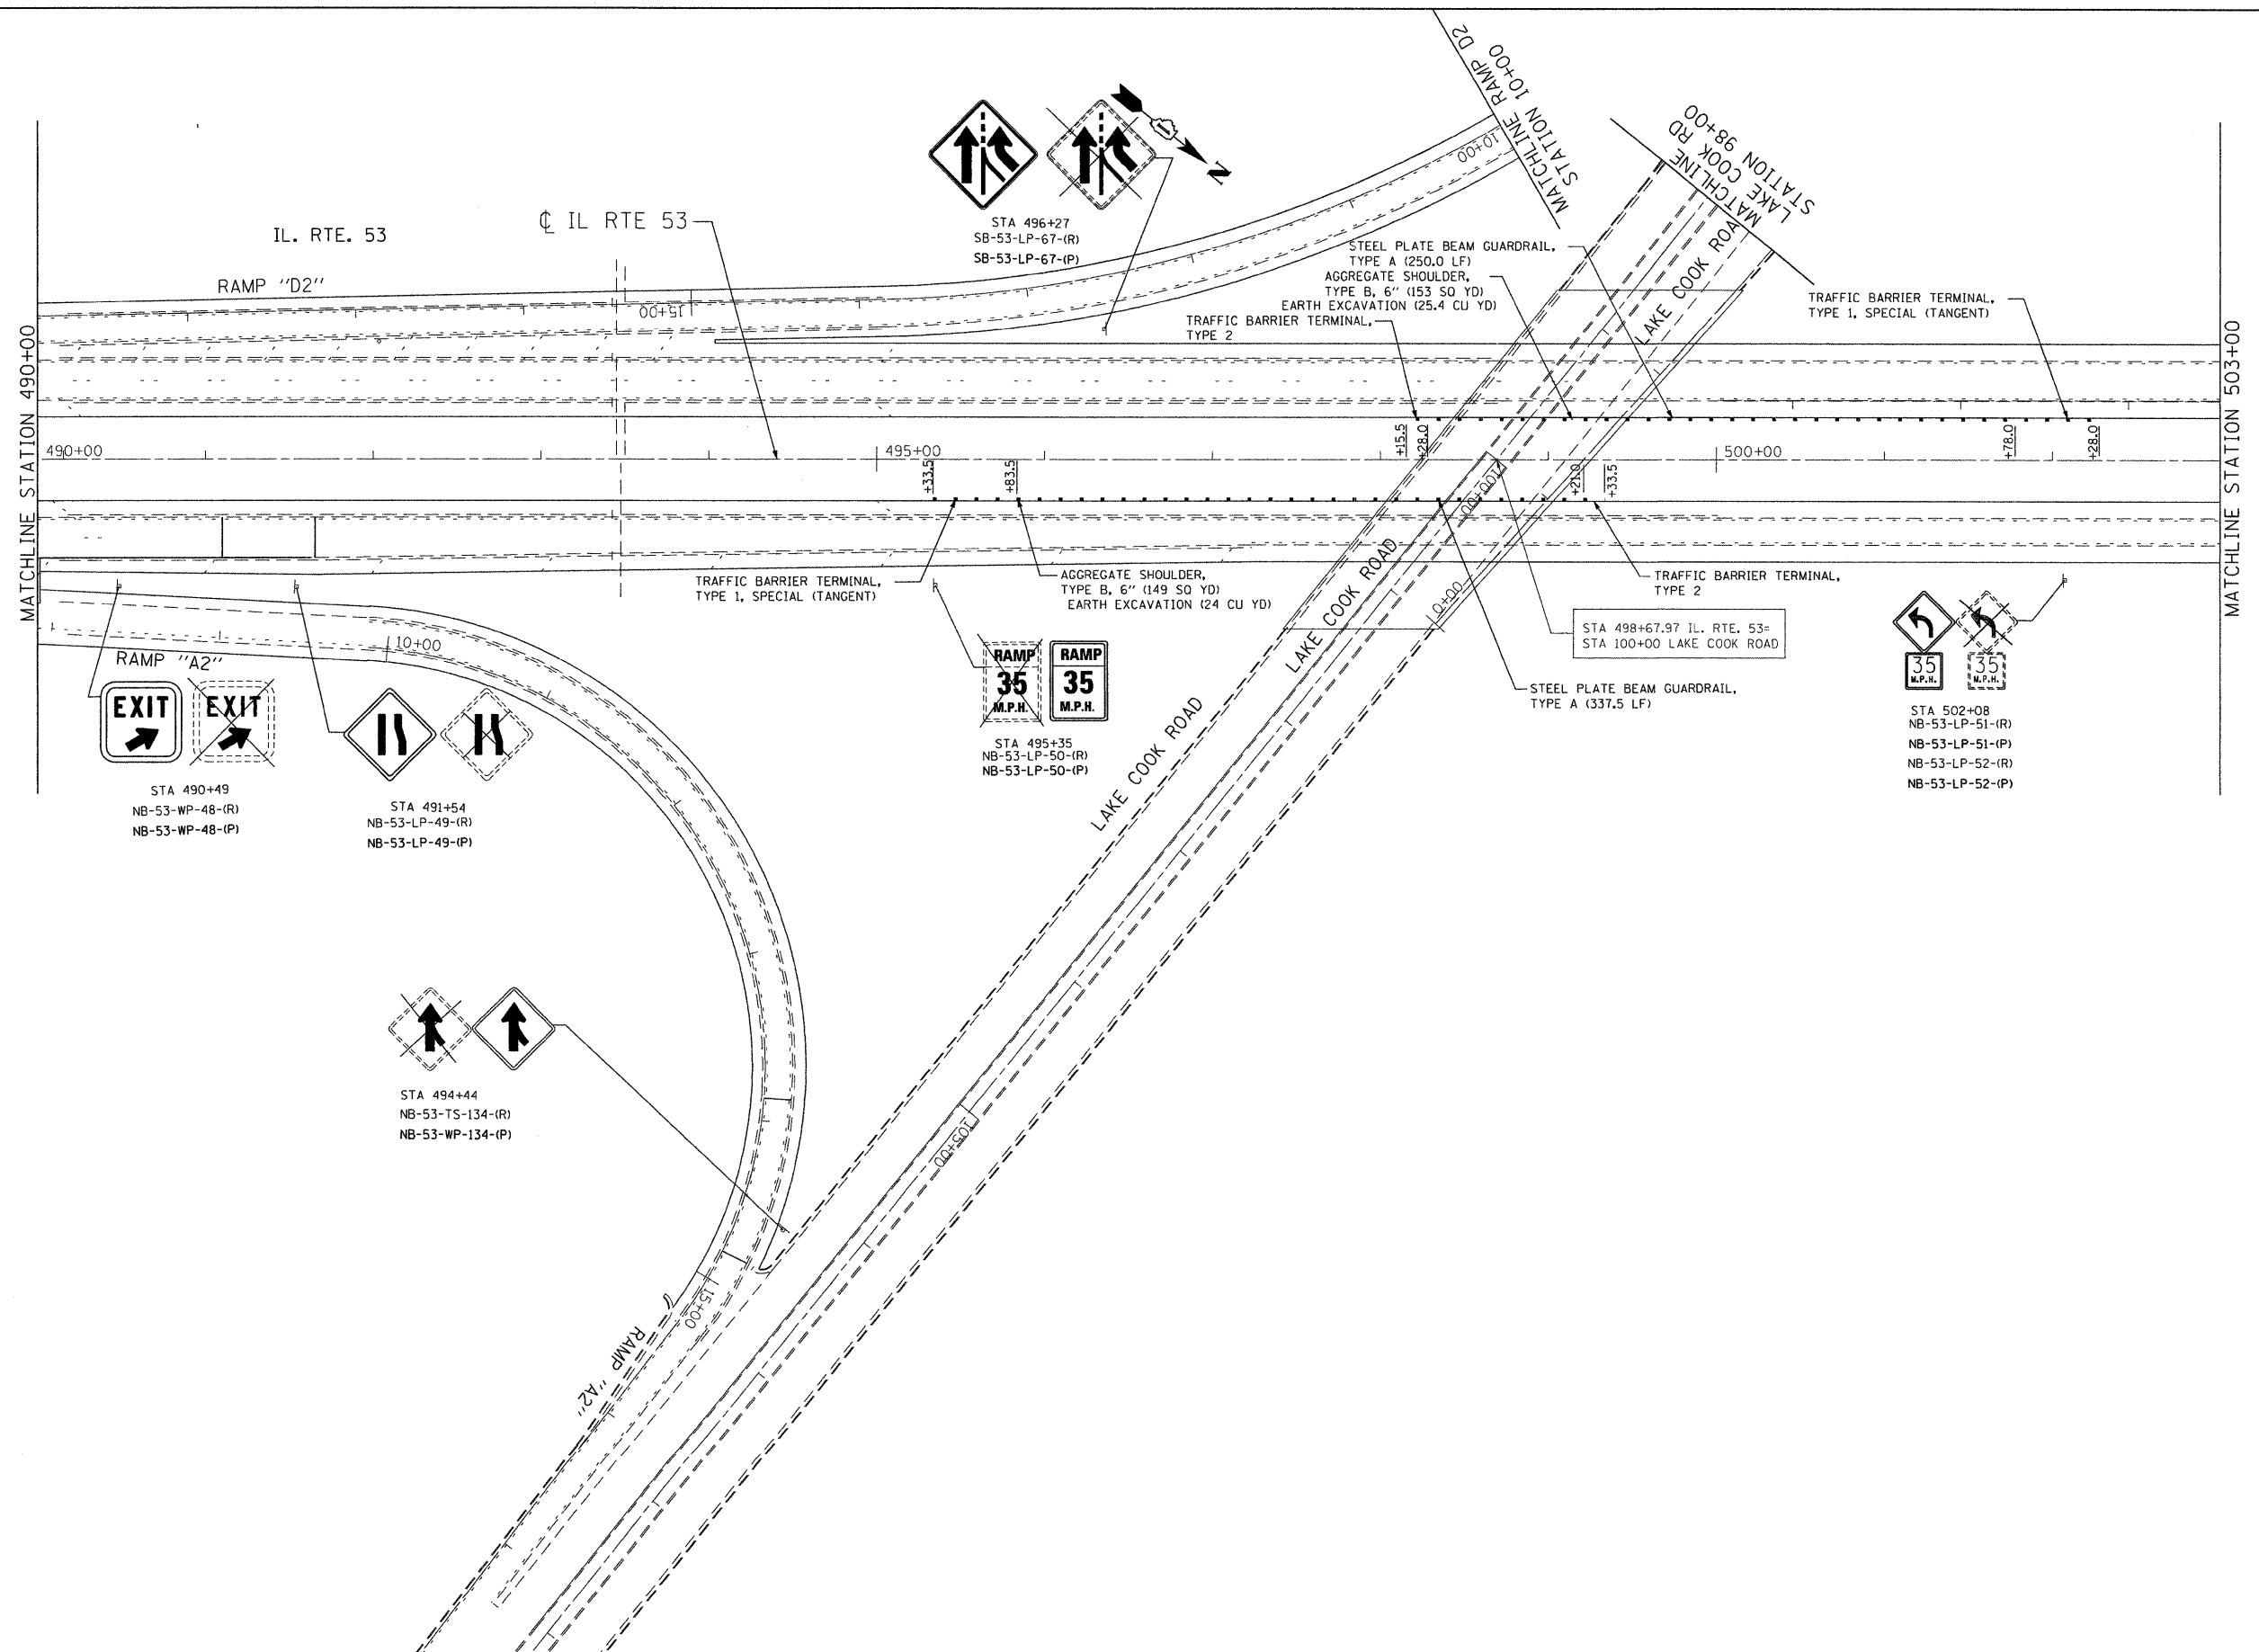 MATCHLINE RAMP D2
STATION 10+00
MATCHLINE
LAKE COOK RD
STATION 98+00
N
10+00
STA 496+27
SB-53-LP-67-(R)
SB-53-LP-67-(P)
IL. RTE. 53
℄ IL RTE 53
RAMP "D2"
15+00
STEEL PLATE BEAM GUARDRAIL,
TYPE A (250.0 LF)
AGGREGATE SHOULDER,
TYPE B, 6" (153 SQ YD)
EARTH EXCAVATION (25.4 CU YD)
TRAFFIC BARRIER TERMINAL,
TYPE 2
LAKE COOK ROAD
LAKE COOK ROAD
TRAFFIC BARRIER TERMINAL,
TYPE 1, SPECIAL (TANGENT)
MATCHLINE STATION 490+00
MATCHLINE STATION 503+00
490+00
495+00
500+00
+15.5
+28.0
+78.0
+28.0
+33.5
+83.5
+21.0
+33.5
100+00
0+00
TRAFFIC BARRIER TERMINAL,
TYPE 1, SPECIAL (TANGENT)
AGGREGATE SHOULDER,
TYPE B, 6" (149 SQ YD)
EARTH EXCAVATION (24 CU YD)
TRAFFIC BARRIER TERMINAL,
TYPE 2
STA 498+67.97 IL. RTE. 53=
STA 100+00 LAKE COOK ROAD
STEEL PLATE BEAM GUARDRAIL,
TYPE A (337.5 LF)
LAKE COOK ROAD
LAKE COOK ROAD
10+00
RAMP "A2"
EXIT
EXIT
STA 490+49
NB-53-WP-48-(R)
NB-53-WP-48-(P)
STA 491+54
NB-53-LP-49-(R)
NB-53-LP-49-(P)
RAMP
35
M.P.H.
RAMP
35
M.P.H.
STA 495+35
NB-53-LP-50-(R)
NB-53-LP-50-(P)
35
M.P.H.
35
M.P.H.
STA 502+08
NB-53-LP-51-(R)
NB-53-LP-51-(P)
NB-53-LP-52-(R)
NB-53-LP-52-(P)
STA 494+44
NB-53-TS-134-(R)
NB-53-WP-134-(P)
105+00
15+00
RAMP "A2"